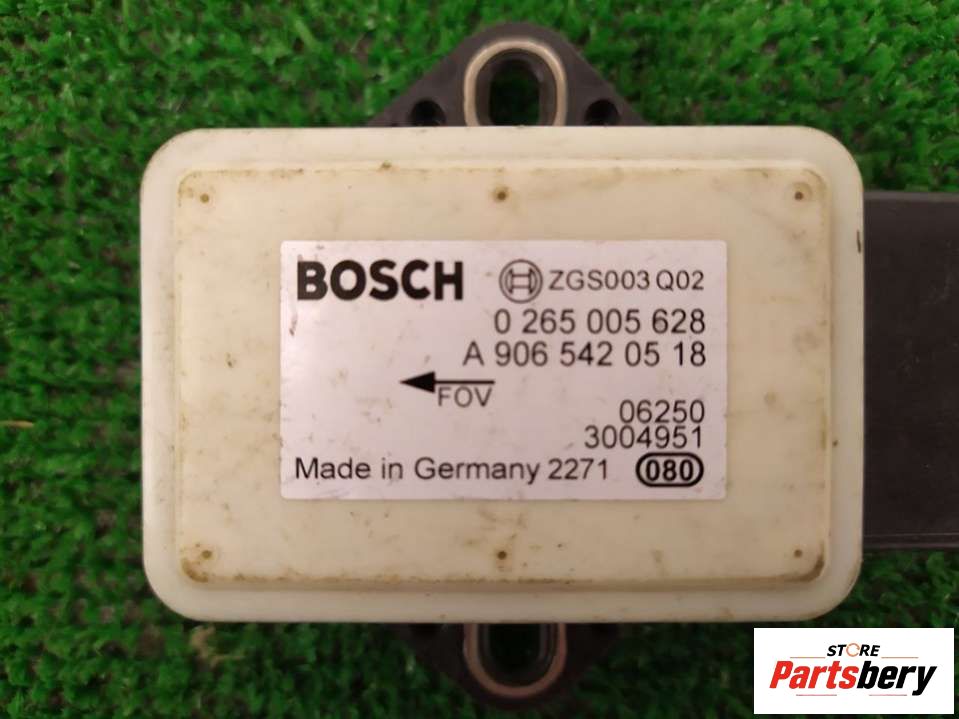 BOSCH ZGS003 Q02
0 265 005 628
A 906 542 05 18
FOV
06250
3004951
Made in Germany 2271 080
STORE
Partsbery